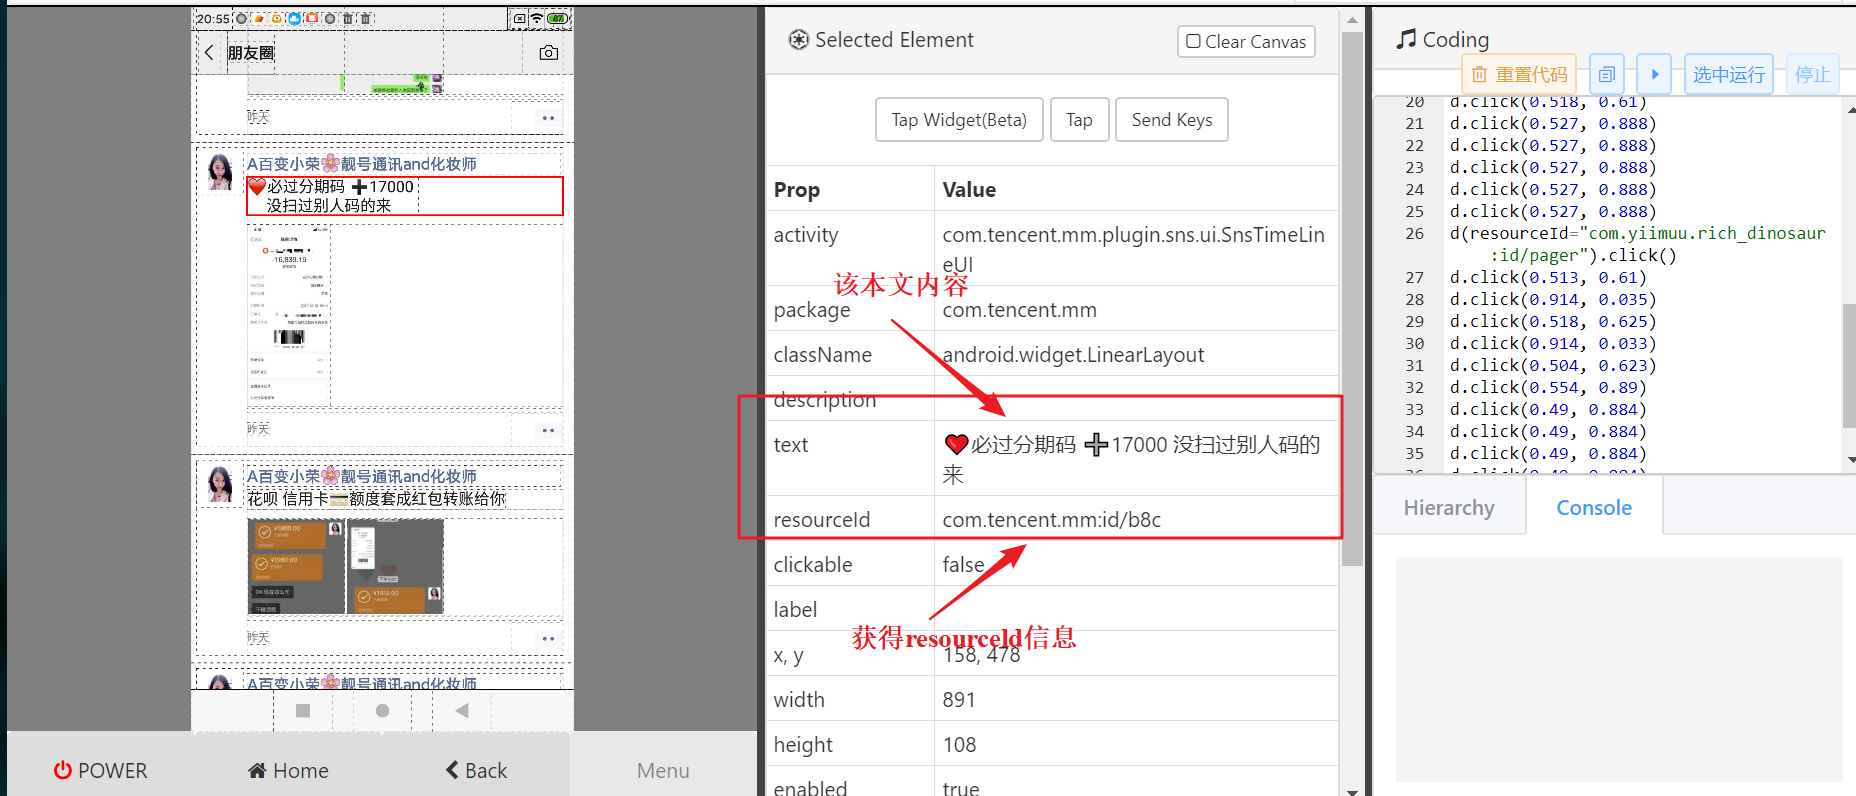 20:55
87
朋友圈
昨天
A百变小荣🌸靓号通讯and化妆师
❤️必过分期码 ➕17000
没扫过别人码的来
-16,839.19
昨天
A百变小荣🌸靓号通讯and化妆师
花呗 信用卡💳额度套成红包转账给你
¥1980.00
¥1980.00
昨天
A百变小荣🌸靓号通讯and化妆师
POWER
Home
Back
Menu
Selected Element
Clear Canvas
Tap Widget(Beta)
Tap
Send Keys
Prop Value
activity com.tencent.mm.plugin.sns.ui.SnsTimeLin
eUI
该本文内容
package com.tencent.mm
className android.widget.LinearLayout
description
text ❤️必过分期码 ➕17000 没扫过别人码的
来
resourceId com.tencent.mm:id/b8c
clickable false
label
获得resourceId信息
x, y 158, 478
width 891
height 108
enabled true
Coding
重置代码
选中运行
停止
20 d.click(0.518, 0.61)
21 d.click(0.527, 0.888)
22 d.click(0.527, 0.888)
23 d.click(0.527, 0.888)
24 d.click(0.527, 0.888)
25 d.click(0.527, 0.888)
26 d(resourceId="com.yiimuu.rich_dinosaur
:id/pager").click()
27 d.click(0.513, 0.61)
28 d.click(0.914, 0.035)
29 d.click(0.518, 0.625)
30 d.click(0.914, 0.033)
31 d.click(0.504, 0.623)
32 d.click(0.554, 0.89)
33 d.click(0.49, 0.884)
34 d.click(0.49, 0.884)
35 d.click(0.49, 0.884)
36 d.click(0.49, 0.884)
Hierarchy
Console